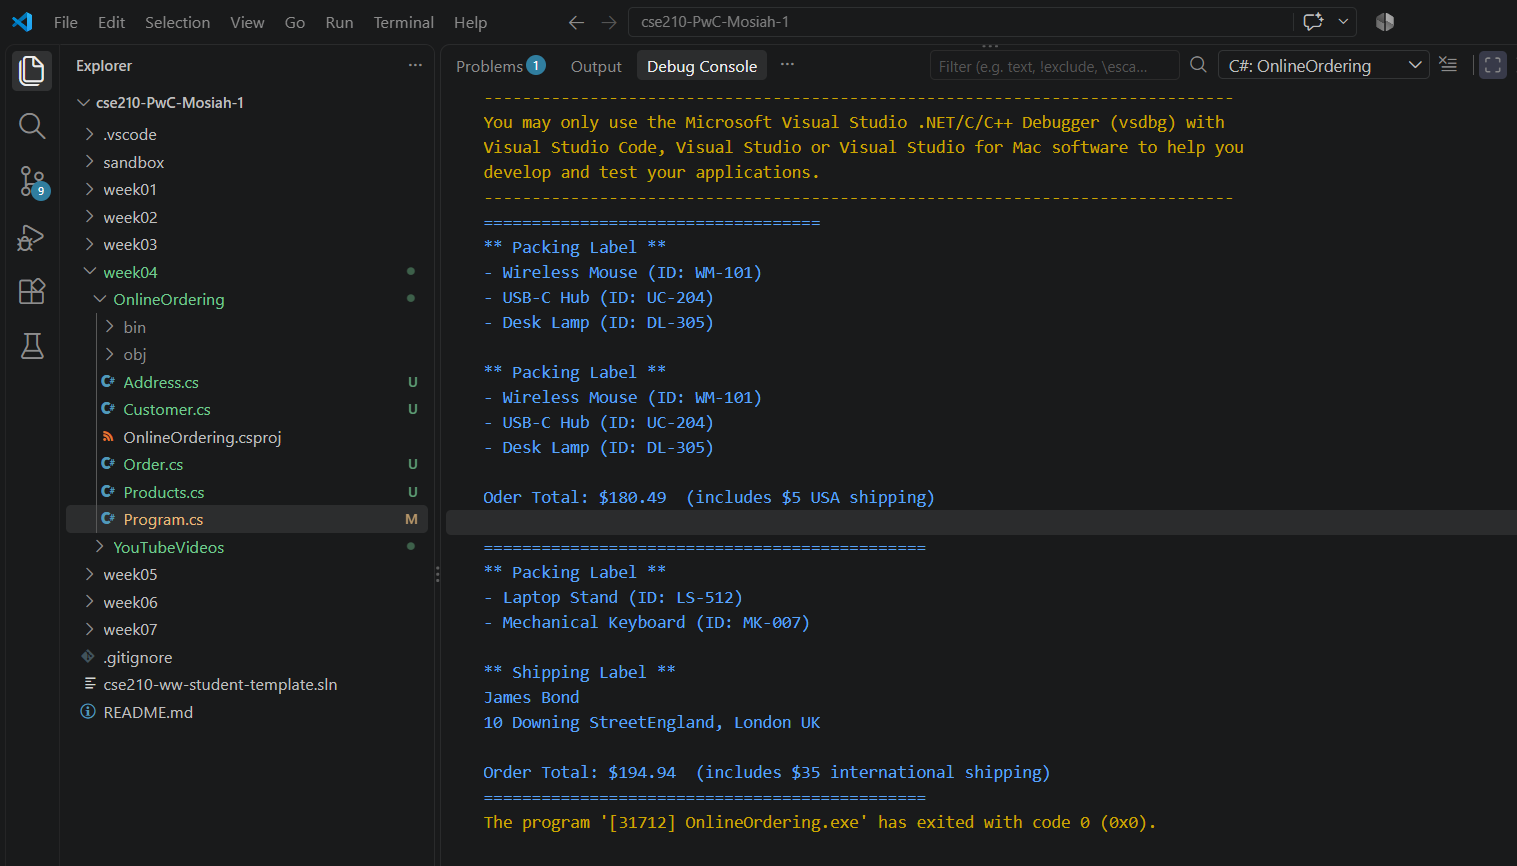 File Edit Selection View Go Run Terminal Help
cse210-PwC-Mosiah-1
Explorer
cse210-PwC-Mosiah-1
.vscode
sandbox
week01
week02
week03
week04
OnlineOrdering
bin
obj
C# Address.cs U
C# Customer.cs U
OnlineOrdering.csproj
C# Order.cs U
C# Products.cs U
C# Program.cs M
YouTubeVideos
week05
week06
week07
.gitignore
cse210-ww-student-template.sln
README.md
9
Problems 1 Output Debug Console ...
Filter (e.g. text, !exclude, \esca...
C#: OnlineOrdering
------------------------------------------------------------------------------
You may only use the Microsoft Visual Studio .NET/C/C++ Debugger (vsdbg) with
Visual Studio Code, Visual Studio or Visual Studio for Mac software to help you
develop and test your applications.
------------------------------------------------------------------------------
===================================
** Packing Label **
- Wireless Mouse (ID: WM-101)
- USB-C Hub (ID: UC-204)
- Desk Lamp (ID: DL-305)
** Packing Label **
- Wireless Mouse (ID: WM-101)
- USB-C Hub (ID: UC-204)
- Desk Lamp (ID: DL-305)
Oder Total: $180.49  (includes $5 USA shipping)
==============================================
** Packing Label **
- Laptop Stand (ID: LS-512)
- Mechanical Keyboard (ID: MK-007)
** Shipping Label **
James Bond
10 Downing StreetEngland, London UK
Order Total: $194.94  (includes $35 international shipping)
==============================================
The program '[31712] OnlineOrdering.exe' has exited with code 0 (0x0).